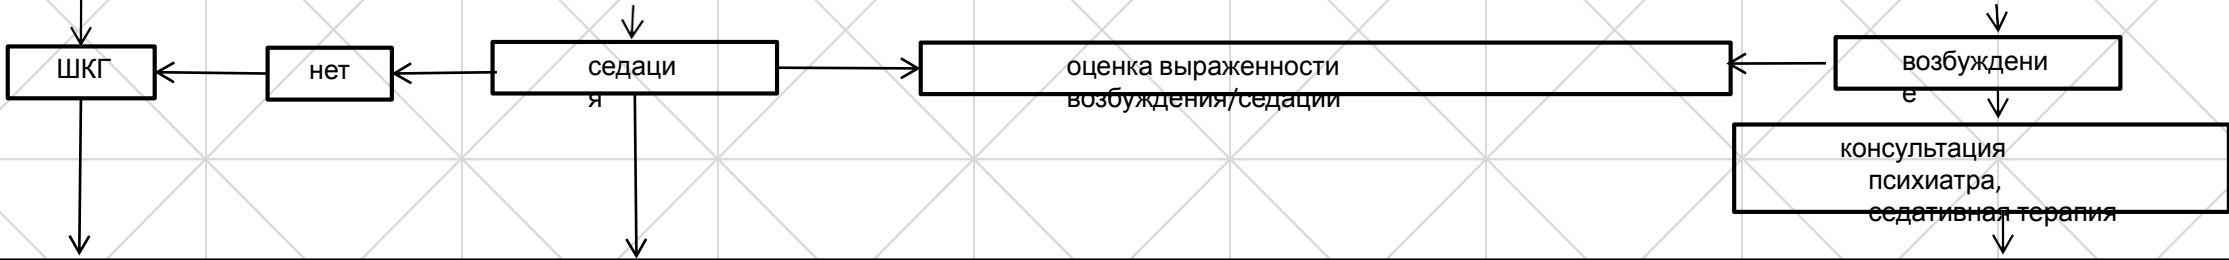 ШКГ
нет
седаци
я
оценка выраженности
возбуждения/седации
возбуждени
е
консультация
психиатра,
седативная терапия